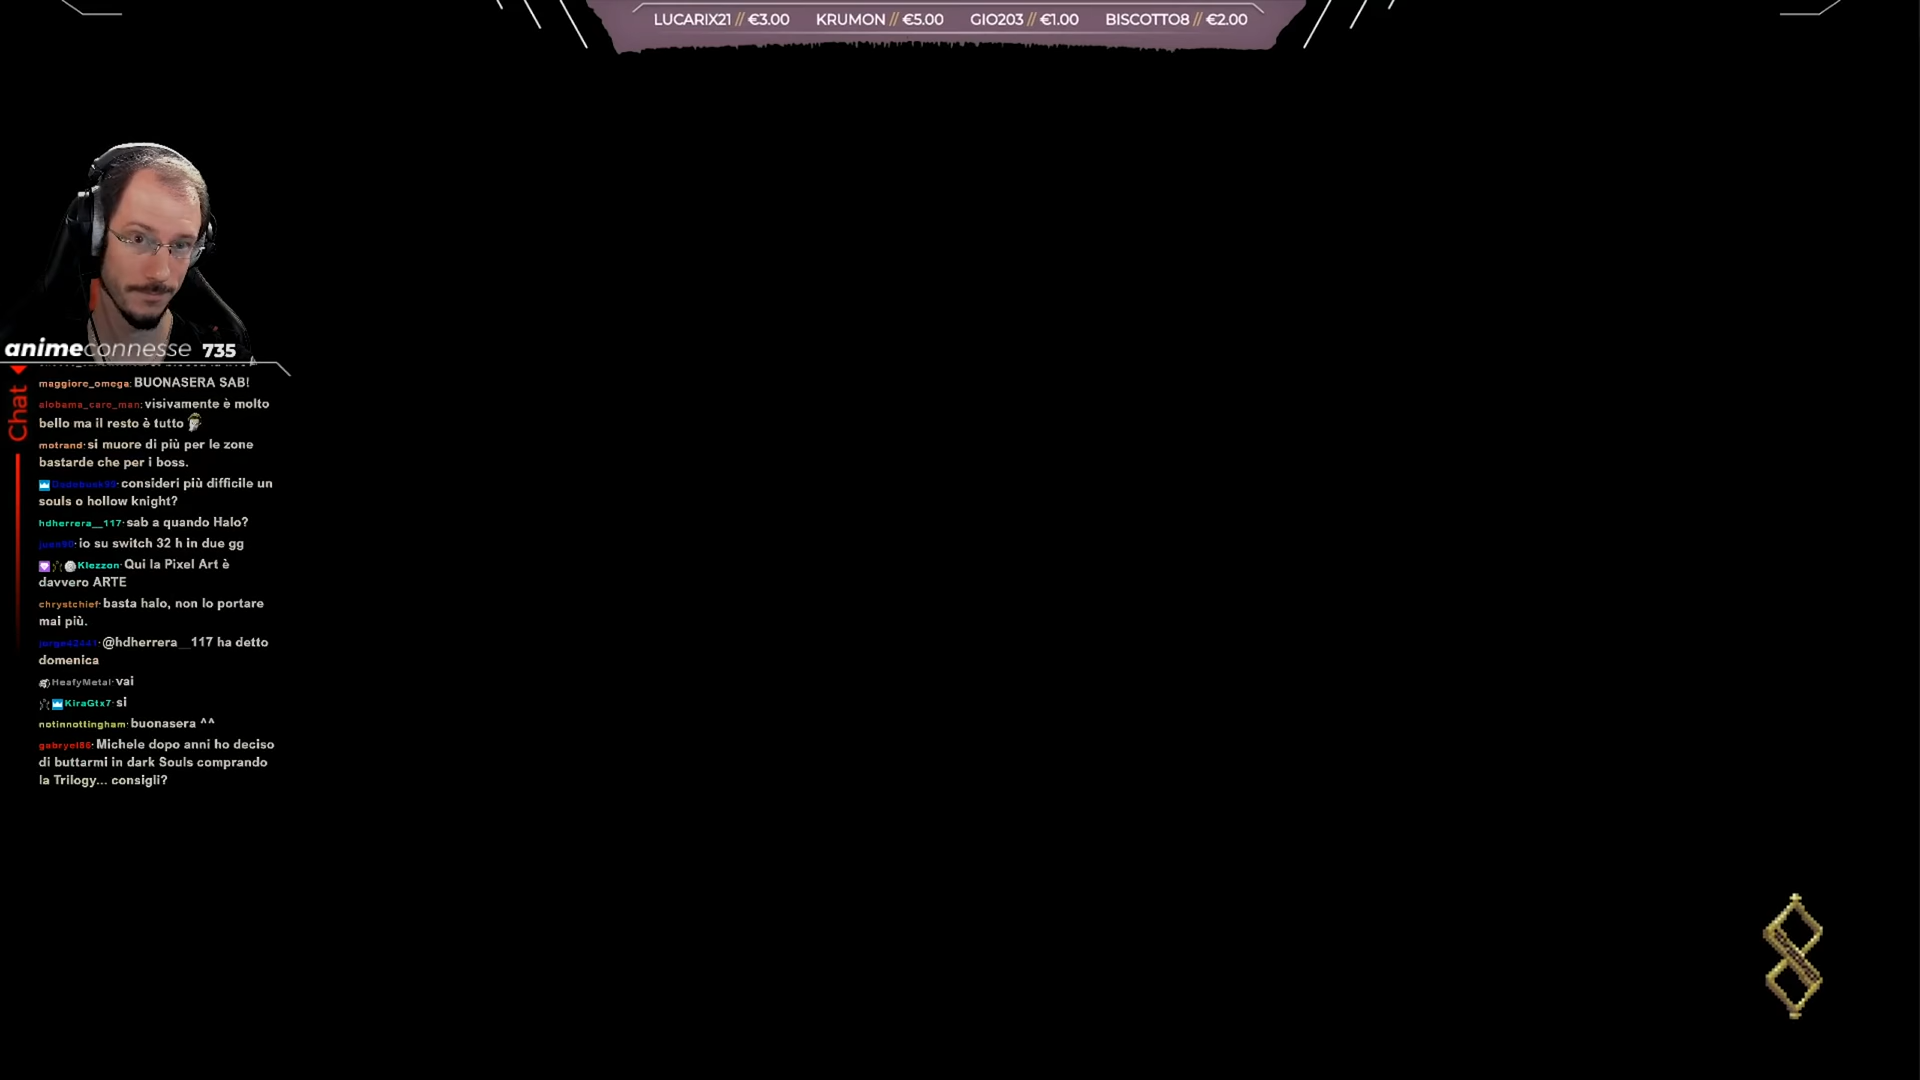 LUCARIX21 // €3.00 KRUMON // €5.00 GIO203 // €1.00 BISCOTTO8 // €2.00
animeconnesse 735
Chat
maggiore_omega: BUONASERA SAB!
alobama_care_man: visivamente è molto
bello ma il resto è tutto
motrand: si muore di più per le zone
bastarde che per i boss.
consideri più difficile un
souls o hollow knight?
hdherrera__117: sab a quando Halo?
io su switch 32 h in due gg
Klezzon: Qui la Pixel Art è
davvero ARTE
chrystchief: basta halo, non lo portare
mai più.
@hdherrera__117 ha detto
domenica
HeafyMetal: vai
KiraGtx7: si
notinnottingham: buonasera ^^
gabryel86: Michele dopo anni ho deciso
di buttarmi in dark Souls comprando
la Trilogy... consigli?